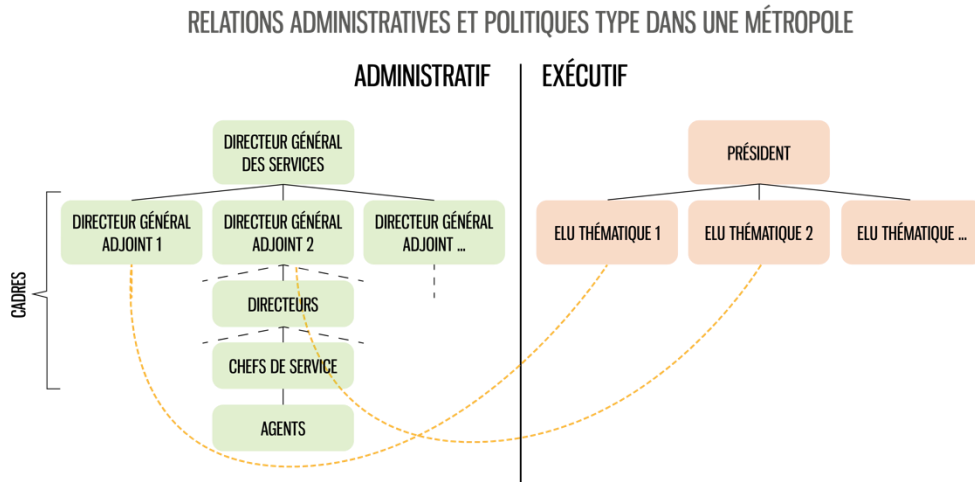 RELATIONS ADMINISTRATIVES ET POLITIQUES TYPE DANS UNE MÉTROPOLE
ADMINISTRATIF
EXÉCUTIF
DIRECTEUR GÉNÉRAL
DES SERVICES
PRÉSIDENT
DIRECTEUR GÉNÉRAL
ADJOINT 1
DIRECTEUR GÉNÉRAL
ADJOINT 2
DIRECTEUR GÉNÉRAL
ADJOINT ...
ELU THÉMATIQUE 1
ELU THÉMATIQUE 2
ELU THÉMATIQUE ...
CADRES
DIRECTEURS
CHEFS DE SERVICE
AGENTS